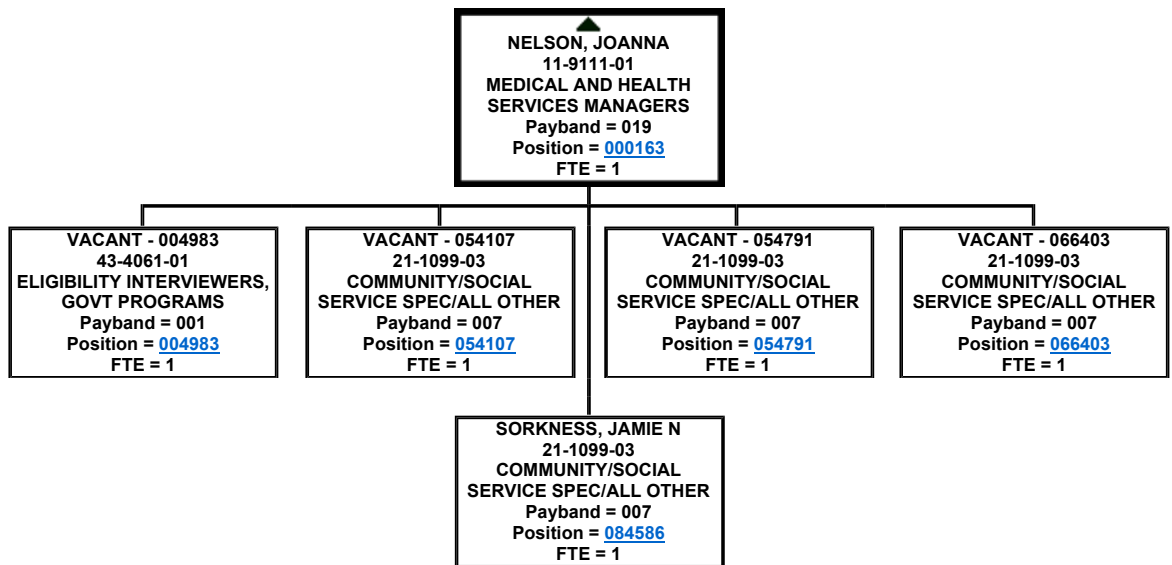 NELSON, JOANNA
11-9111-01
MEDICAL AND HEALTH
SERVICES MANAGERS
Payband = 019
Position = 000163
FTE = 1
VACANT - 004983
43-4061-01
ELIGIBILITY INTERVIEWERS,
GOVT PROGRAMS
Payband = 001
Position = 004983
FTE = 1
VACANT - 054107
21-1099-03
COMMUNITY/SOCIAL
SERVICE SPEC/ALL OTHER
Payband = 007
Position = 054107
FTE = 1
VACANT - 054791
21-1099-03
COMMUNITY/SOCIAL
SERVICE SPEC/ALL OTHER
Payband = 007
Position = 054791
FTE = 1
VACANT - 066403
21-1099-03
COMMUNITY/SOCIAL
SERVICE SPEC/ALL OTHER
Payband = 007
Position = 066403
FTE = 1
SORKNESS, JAMIE N
21-1099-03
COMMUNITY/SOCIAL
SERVICE SPEC/ALL OTHER
Payband = 007
Position = 084586
FTE = 1